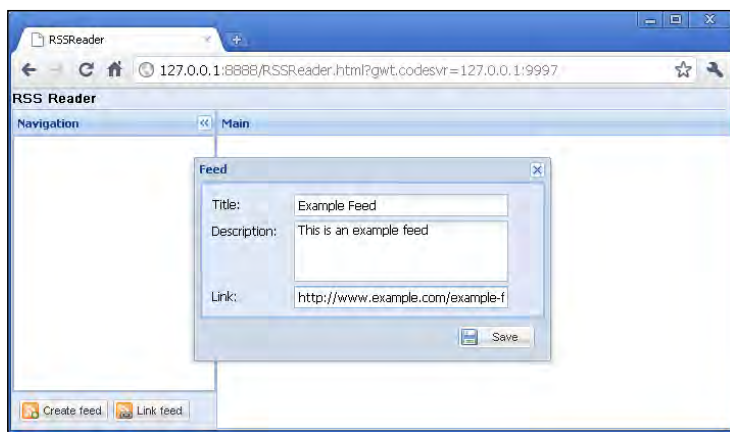 RSSReader
127.0.0.1:8888/RSSReader.html?gwt.codesvr=127.0.0.1:9997
RSS Reader
Navigation
Main
Feed
Title: Example Feed
Description: This is an example feed
Link: http://www.example.com/example-f
Save
Create feed Link feed